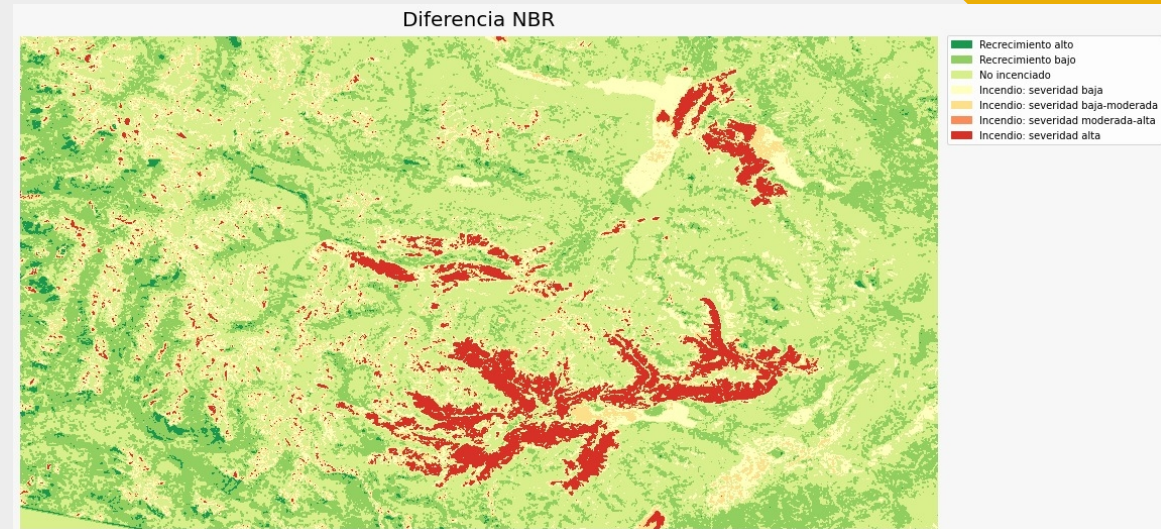 Diferencia NBR
Recrecimiento alto
Recrecimiento bajo
No incenciado
Incendio: severidad baja
Incendio: severidad baja-moderada
Incendio: severidad moderada-alta
Incendio: severidad alta